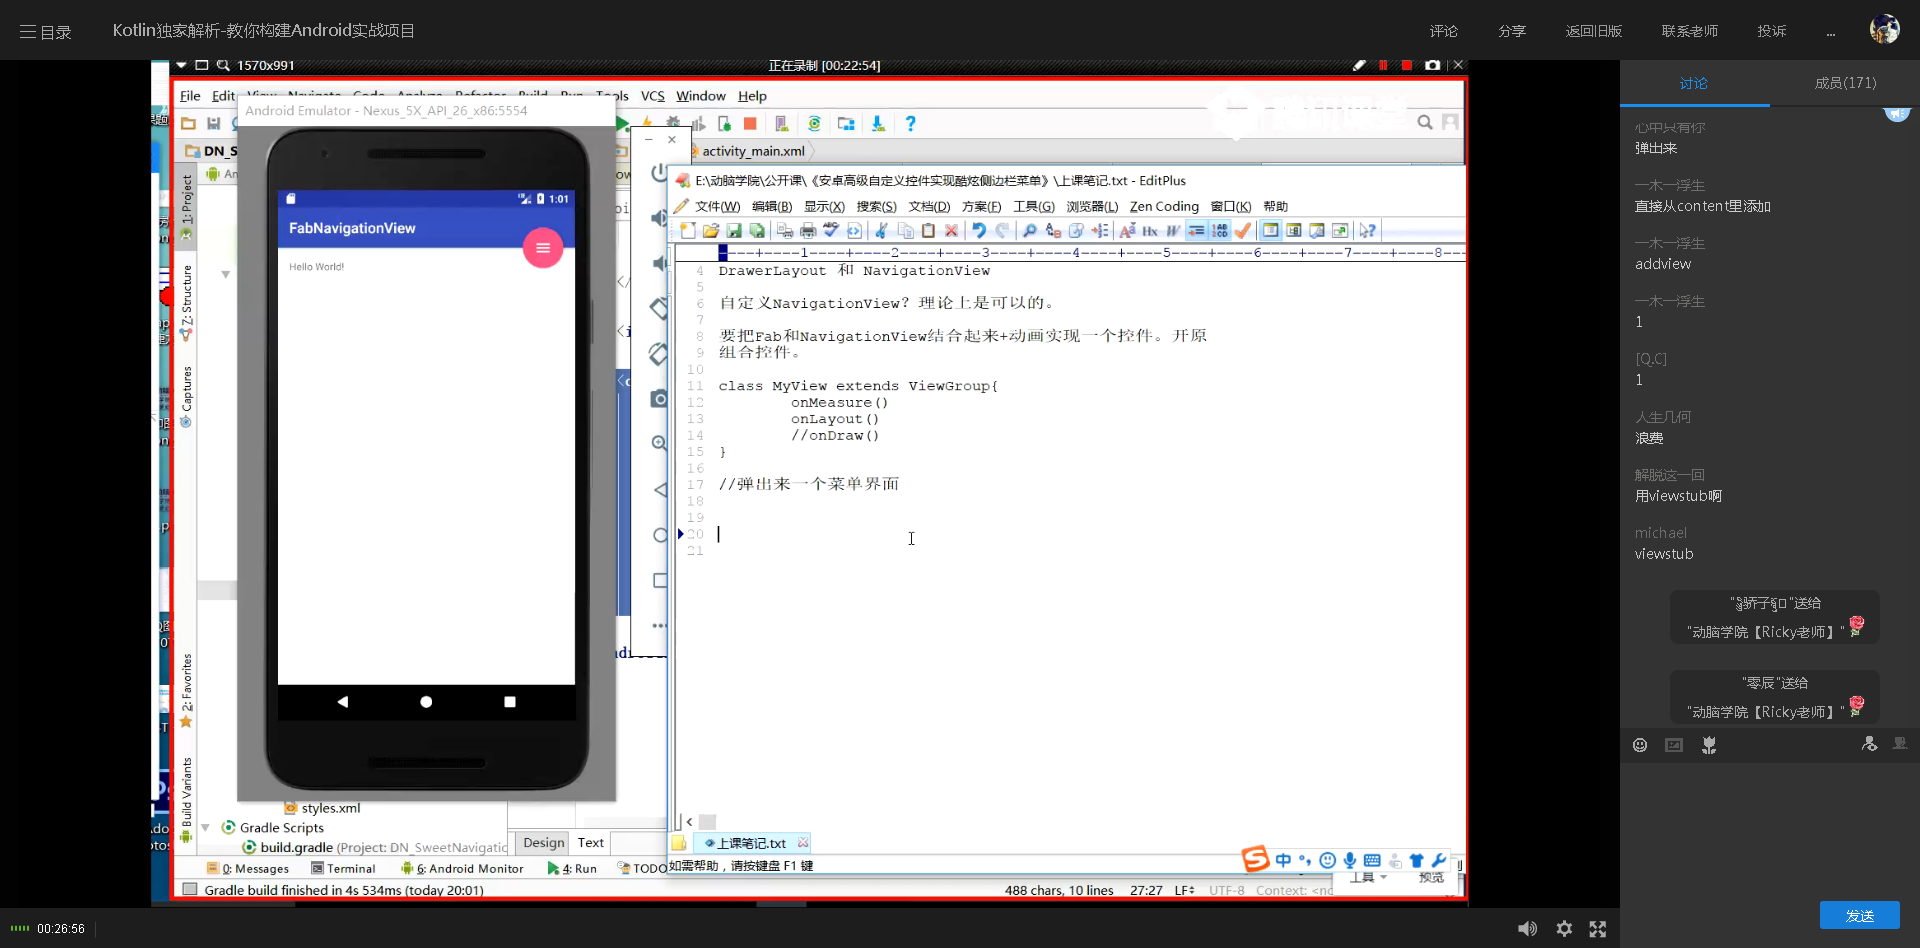 目录
Kotlin独家解析-教你构建Android实战项目
评论
分享
返回旧版
联系老师
投诉
...
1570x991
正在录制 [00:22:54]
File Edit View Navigate Code Analyze Refactor Build Run Tools VCS Window Help
Android Emulator - Nexus_5X_API_26_x86:5554
DN_S
activity_main.xml
1: Project
Z: Structure
Captures
2: Favorites
Build Variants
1:01
FabNavigationView
Hello World!
E:\动脑学院\公开课\《安卓高级自定义控件实现酷炫侧边栏菜单》\上课笔记.txt - EditPlus
文件(W) 编辑(B) 显示(X) 搜索(S) 文档(D) 方案(F) 工具(G) 浏览器(L) Zen Coding 窗口(K) 帮助
----+----1----+----2----+----3----+----4----+----5----+----6----+----7----+----8--
4 DrawerLayout 和 NavigationView
5
6 自定义NavigationView? 理论上是可以的。
7
8 要把Fab和NavigationView结合起来+动画实现一个控件。开原
9 组合控件。
10
11 class MyView extends ViewGroup{
12 onMeasure()
13 onLayout()
14 //onDraw()
15 }
16
17 //弹出来一个菜单界面
18
19
20
21
上课笔记.txt
如需帮助，请按键盘 F1 键
styles.xml
Gradle Scripts
build.gradle (Project: DN_SweetNavigatio
Design
Text
0: Messages
Terminal
6: Android Monitor
4: Run
TODO
中
工具
预览
Gradle build finished in 4s 534ms (today 20:01)
488 chars, 10 lines
27:27
LF
UTF-8
Context: <no
00:26:56
讨论
成员(171)
心中只有你
弹出来
一木一浮生
直接从content里添加
一木一浮生
addview
一木一浮生
1
[Q.C]
1
人生几何
浪费
解脱这一回
用viewstub啊
michael
viewstub
骄子
"送给
"动脑学院【Ricky老师】"
"零辰"送给
"动脑学院【Ricky老师】"
发送